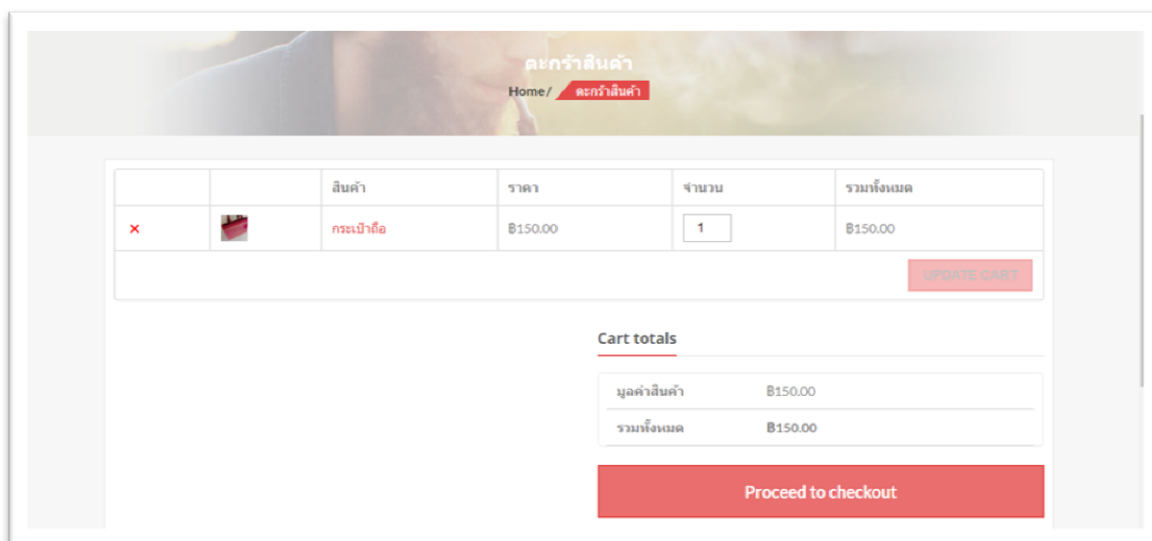 ตะกร้าสินค้า
Home/ ตะกร้าสินค้า
สินค้า ราคา จำนวน รวมทั้งหมด
× กระเป๋าถือ ฿150.00 1 ฿150.00
UPDATE CART
Cart totals
มูลค่าสินค้า ฿150.00
รวมทั้งหมด ฿150.00
Proceed to checkout